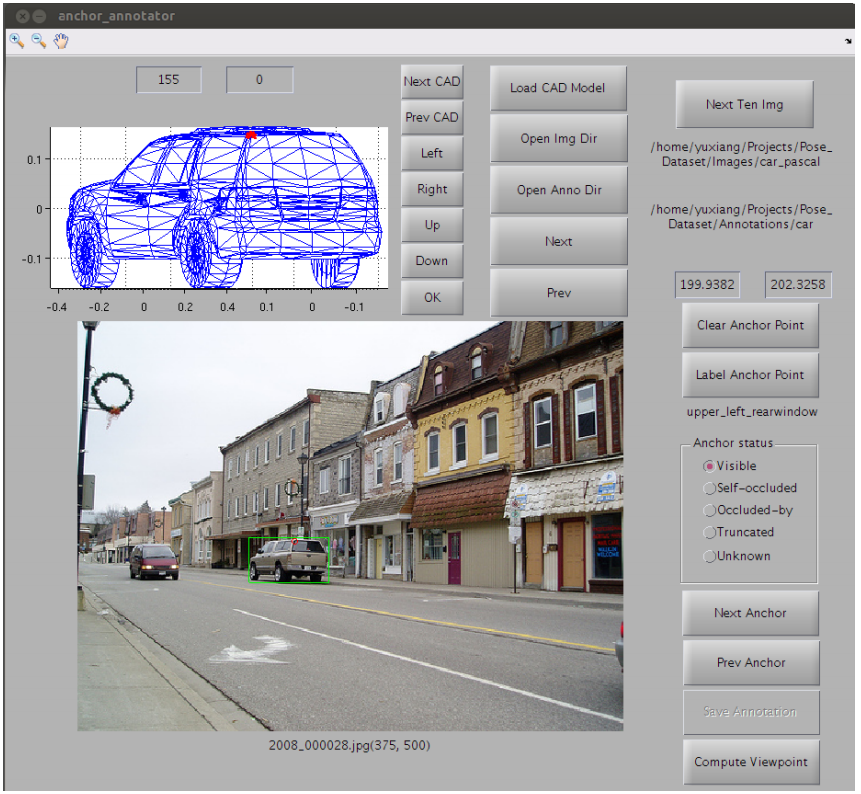 anchor_annotator
155
0
Next CAD
Prev CAD
Left
Right
Up
Down
OK
Load CAD Model
Open Img Dir
Open Anno Dir
Next
Prev
Next Ten Img
/home/yuxiang/Projects/Pose_
Dataset/Images/car_pascal
/home/yuxiang/Projects/Pose_
Dataset/Annotations/car
0.1
0
-0.1
-0.4
-0.2
0
0.2
0.1
0
-0.1
199.9382
202.3258
Clear Anchor Point
Label Anchor Point
upper_left_rearwindow
Anchor status
Visible
Self-occluded
Occluded-by
Truncated
Unknown
Next Anchor
Prev Anchor
Save Annotation
Compute Viewpoint
2008_000028.jpg(375, 500)